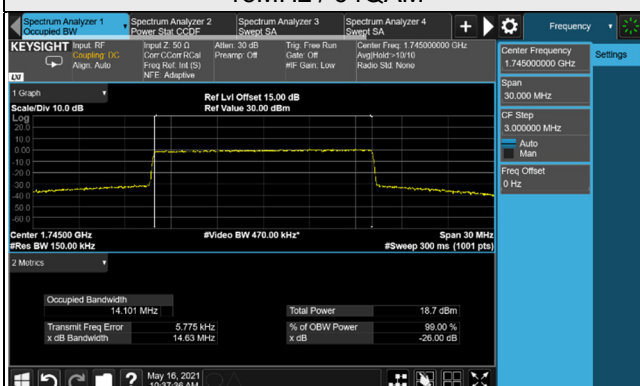 15MHz / 64QAM
Spectrum Analyzer 1
Occupied BW
Spectrum Analyzer 2
Power Stat CCDF
Spectrum Analyzer 3
Swept SA
Spectrum Analyzer 4
Swept SA
+
Frequency
KEYSIGHT
Input: RF
Coupling: DC
Align: Auto
Input Z: 50 Ω
Corr CCorr RCal
Freq Ref: Int (S)
NFE: Adaptive
Atten: 30 dB
Preamp: Off
Trig: Free Run
Gate: Off
#IF Gain: Low
Center Freq: 1.745000000 GHz
Avg|Hold:>10/10
Radio Std: None
LXI
Center Frequency
1.745000000 GHz
Settings
Span
30.000 MHz
CF Step
3.000000 MHz
Auto
Man
Freq Offset
0 Hz
1 Graph
Scale/Div 10.0 dB
Ref Lvl Offset 15.00 dB
Ref Value 30.00 dBm
Log
20.0
10.0
0.00
-10.0
-20.0
-30.0
-40.0
-50.0
-60.0
Center 1.74500 GHz
#Res BW 150.00 kHz
#Video BW 470.00 kHz*
Span 30 MHz
#Sweep 300 ms (1001 pts)
2 Metrics
Occupied Bandwidth
14.101 MHz
Total Power 18.7 dBm
Transmit Freq Error 5.775 kHz
% of OBW Power 99.00 %
x dB Bandwidth 14.63 MHz
x dB -26.00 dB
?
May 16, 2021
10:37:36 AM